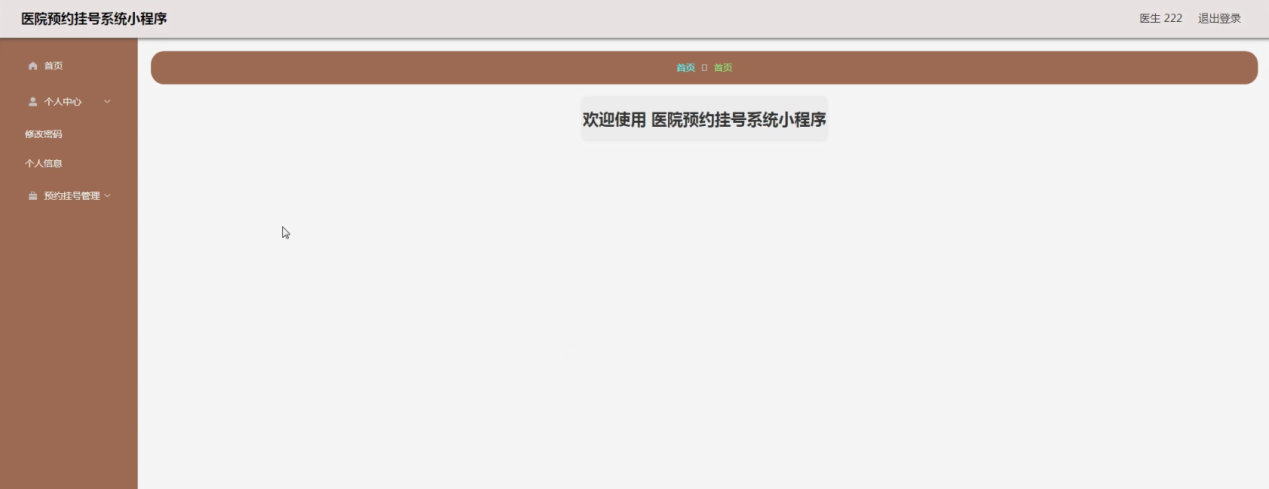 医院预约挂号系统小程序
医生 222 退出登录
首页
个人中心
修改密码
个人信息
预约挂号管理
首页 首页
欢迎使用 医院预约挂号系统小程序